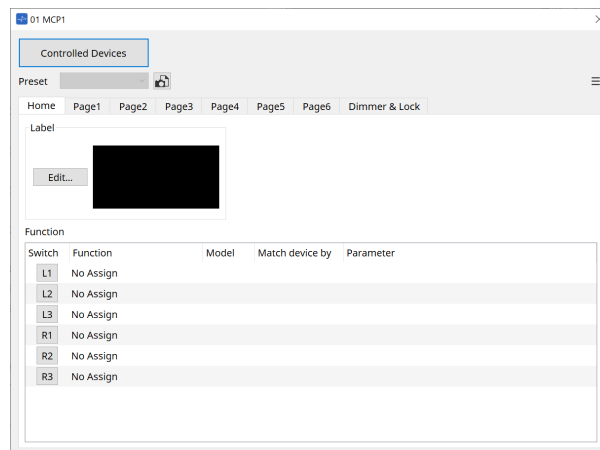 01 MCP1
Controlled Devices
Preset
Home Page1 Page2 Page3 Page4 Page5 Page6 Dimmer & Lock
Label
Edit...
Function
Switch Function Model Match device by Parameter
L1 No Assign
L2 No Assign
L3 No Assign
R1 No Assign
R2 No Assign
R3 No Assign